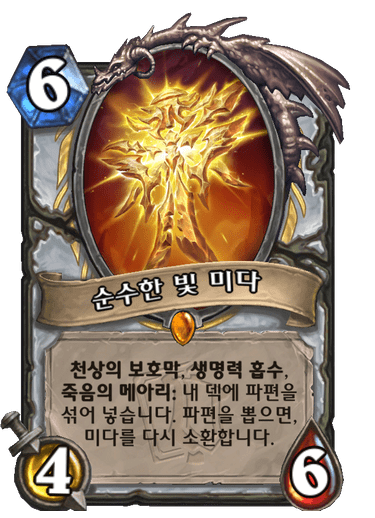 6
순수한 빛 미다
천상의 보호막, 생명력 흡수,
죽음의 메아리: 내 덱에 파편을
섞어 넣습니다. 파편을 뽑으면,
미다를 다시 소환합니다.
4
6